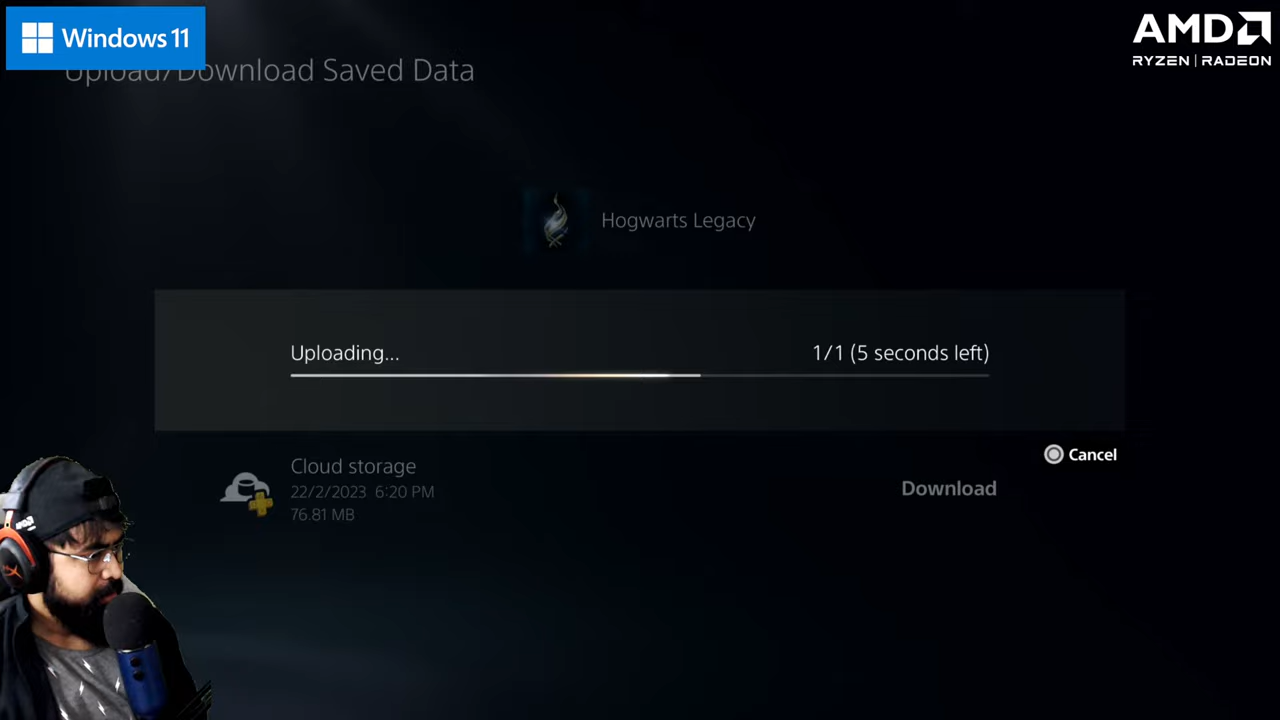 Windows 11
AMD
RYZEN | RADEON
Upload/Download Saved Data
Hogwarts Legacy
Uploading...
1/1 (5 seconds left)
Cancel
Cloud storage
22/2/2023 6:20 PM
76.81 MB
Download